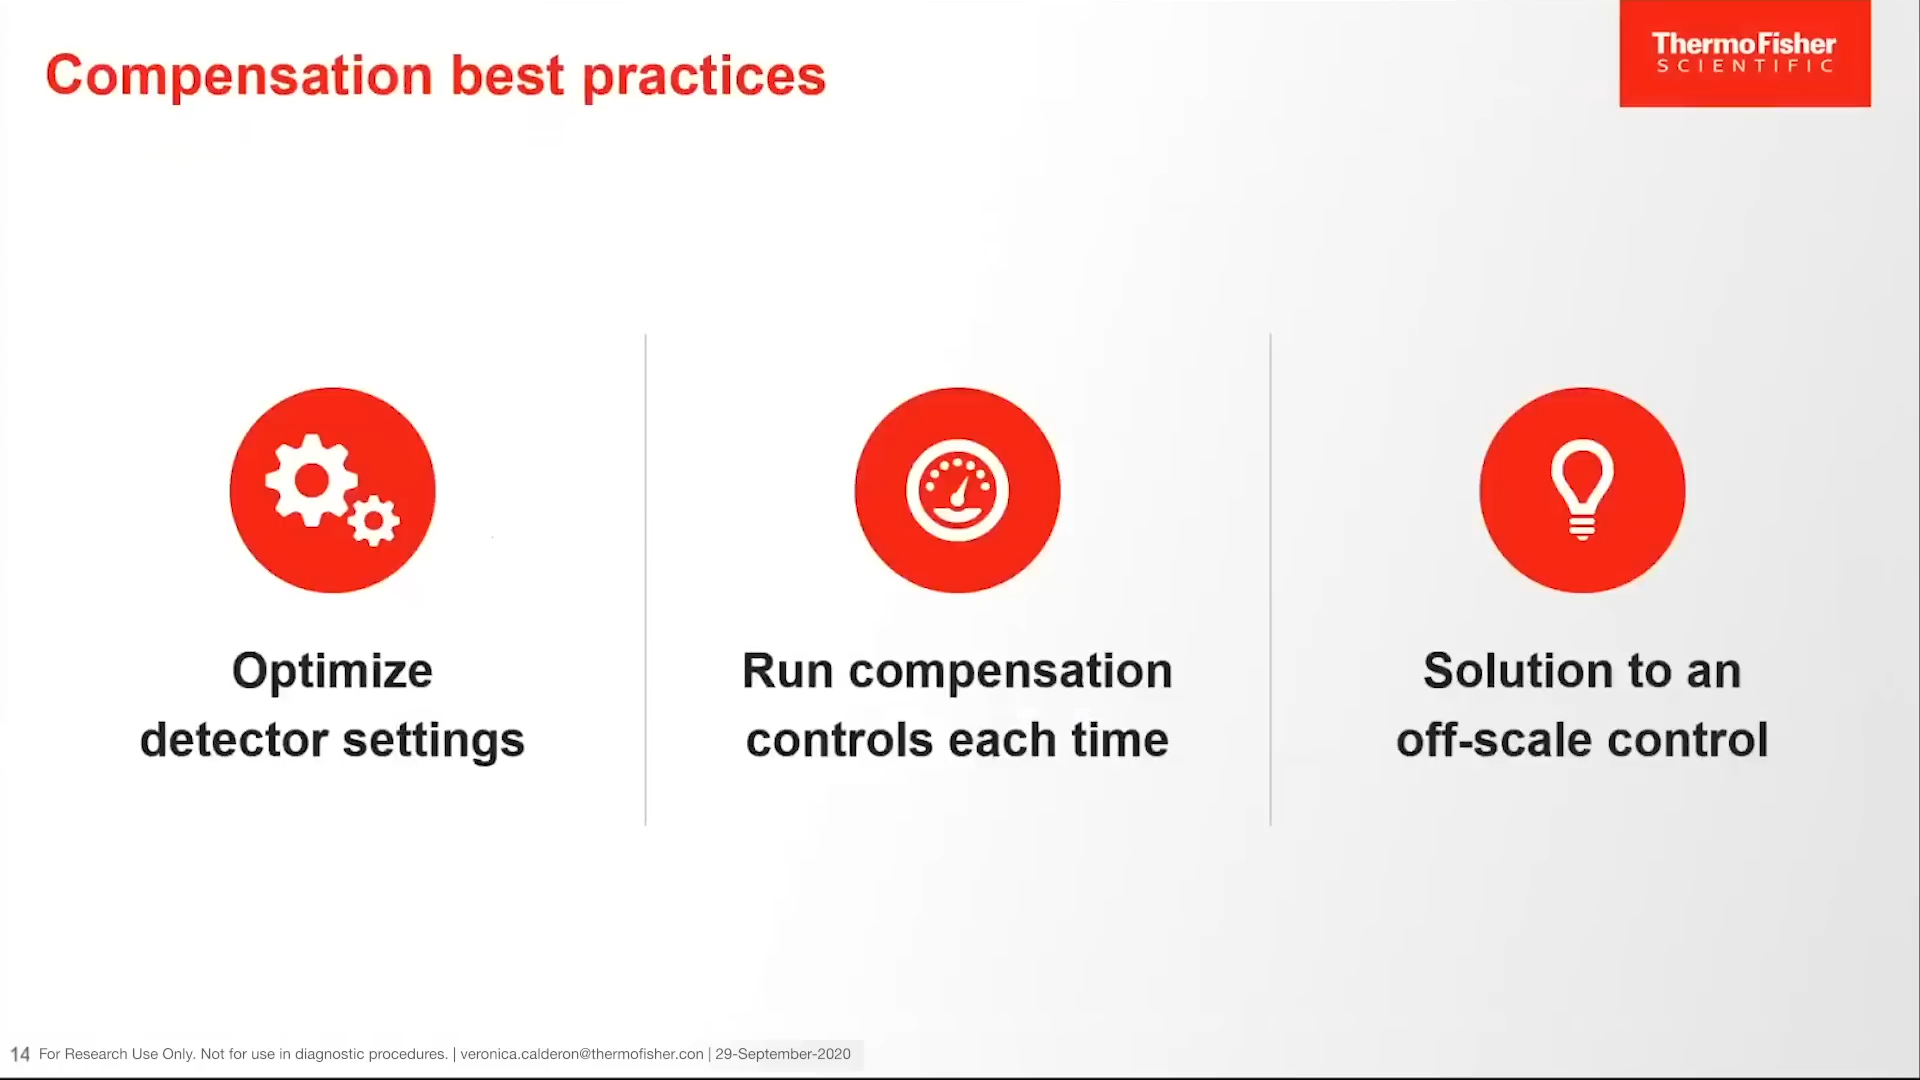 Compensation best practices
ThermoFisher
SCIENTIFIC
Optimize
detector settings
Run compensation
controls each time
Solution to an
off-scale control
14 For Research Use Only. Not for use in diagnostic procedures. | veronica.calderon@thermofisher.con | 29-September-2020